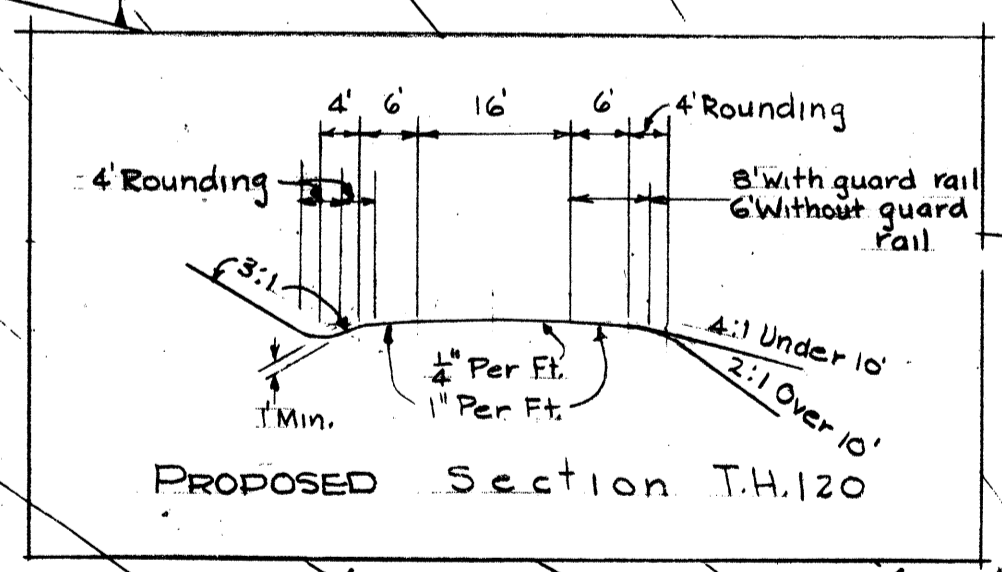 4' 6' 16' 6' 4' Rounding
4' Rounding
8' With guard rail
6' Without guard
rail
3:1
4:1 Under 10'
2:1 Over 10'
1/4" Per Ft.
1" Per Ft.
1' Min.
PROPOSED Section T.H. 120